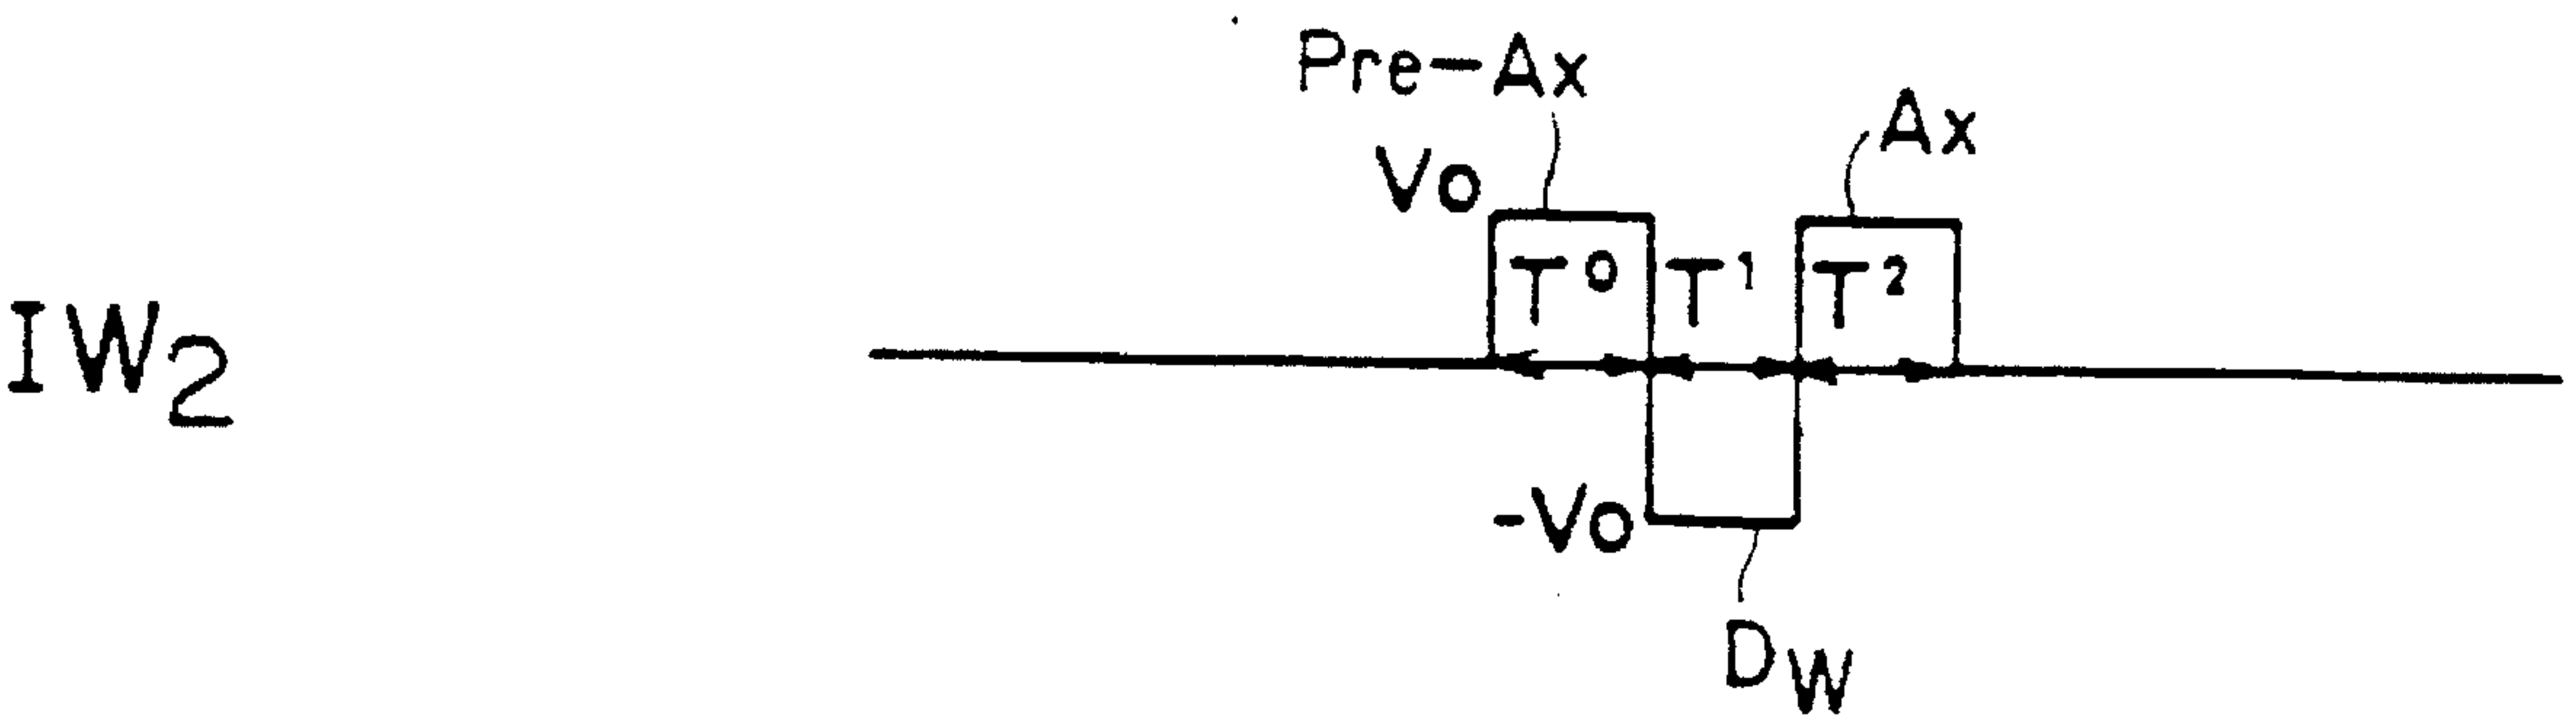 Pre-Ax
Ax
Vo
T⁰ T¹ T²
IW₂
-Vo
Dw